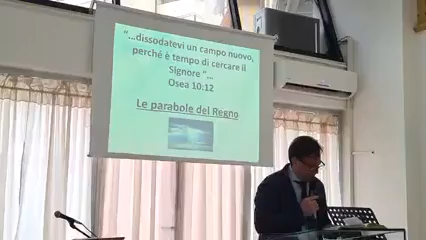 “...dissodatevi un campo nuovo,
perché è tempo di cercare il
Signore ”...
Osea 10:12
Le parabole del Regno